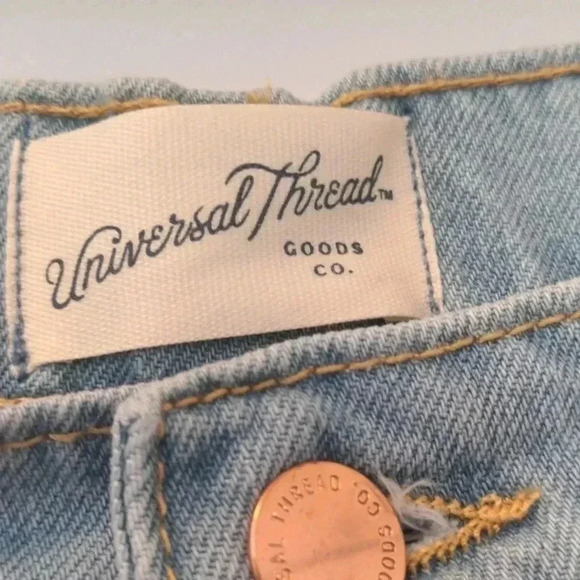 Universal Thread™
GOODS
CO.
SAL THREAD CO. GOODS